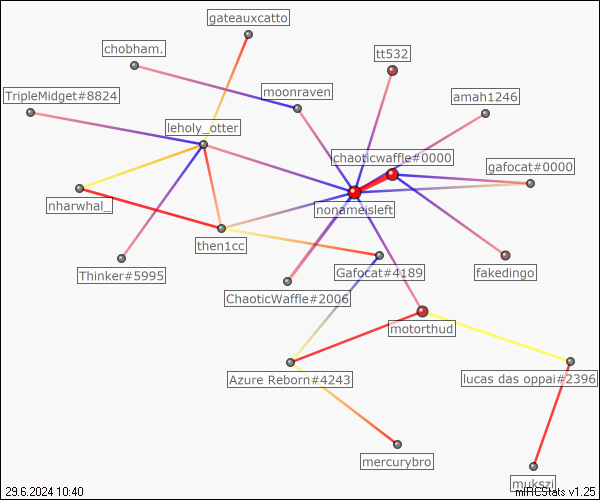 gateauxcatto
chobham.
tt532
TripleMidget#8824
moonraven
amah1246
leholy_otter
chaoticwaffle#0000
gafocat#0000
nharwhal_
nonameisleft
then1cc
Thinker#5995
Gafocat#4189
fakedingo
ChaoticWaffle#2006
motorthud
Azure Reborn#4243
lucas das oppai#2396
mercurybro
mukszi
29.6.2024 10:40
mIRCStats v1.25